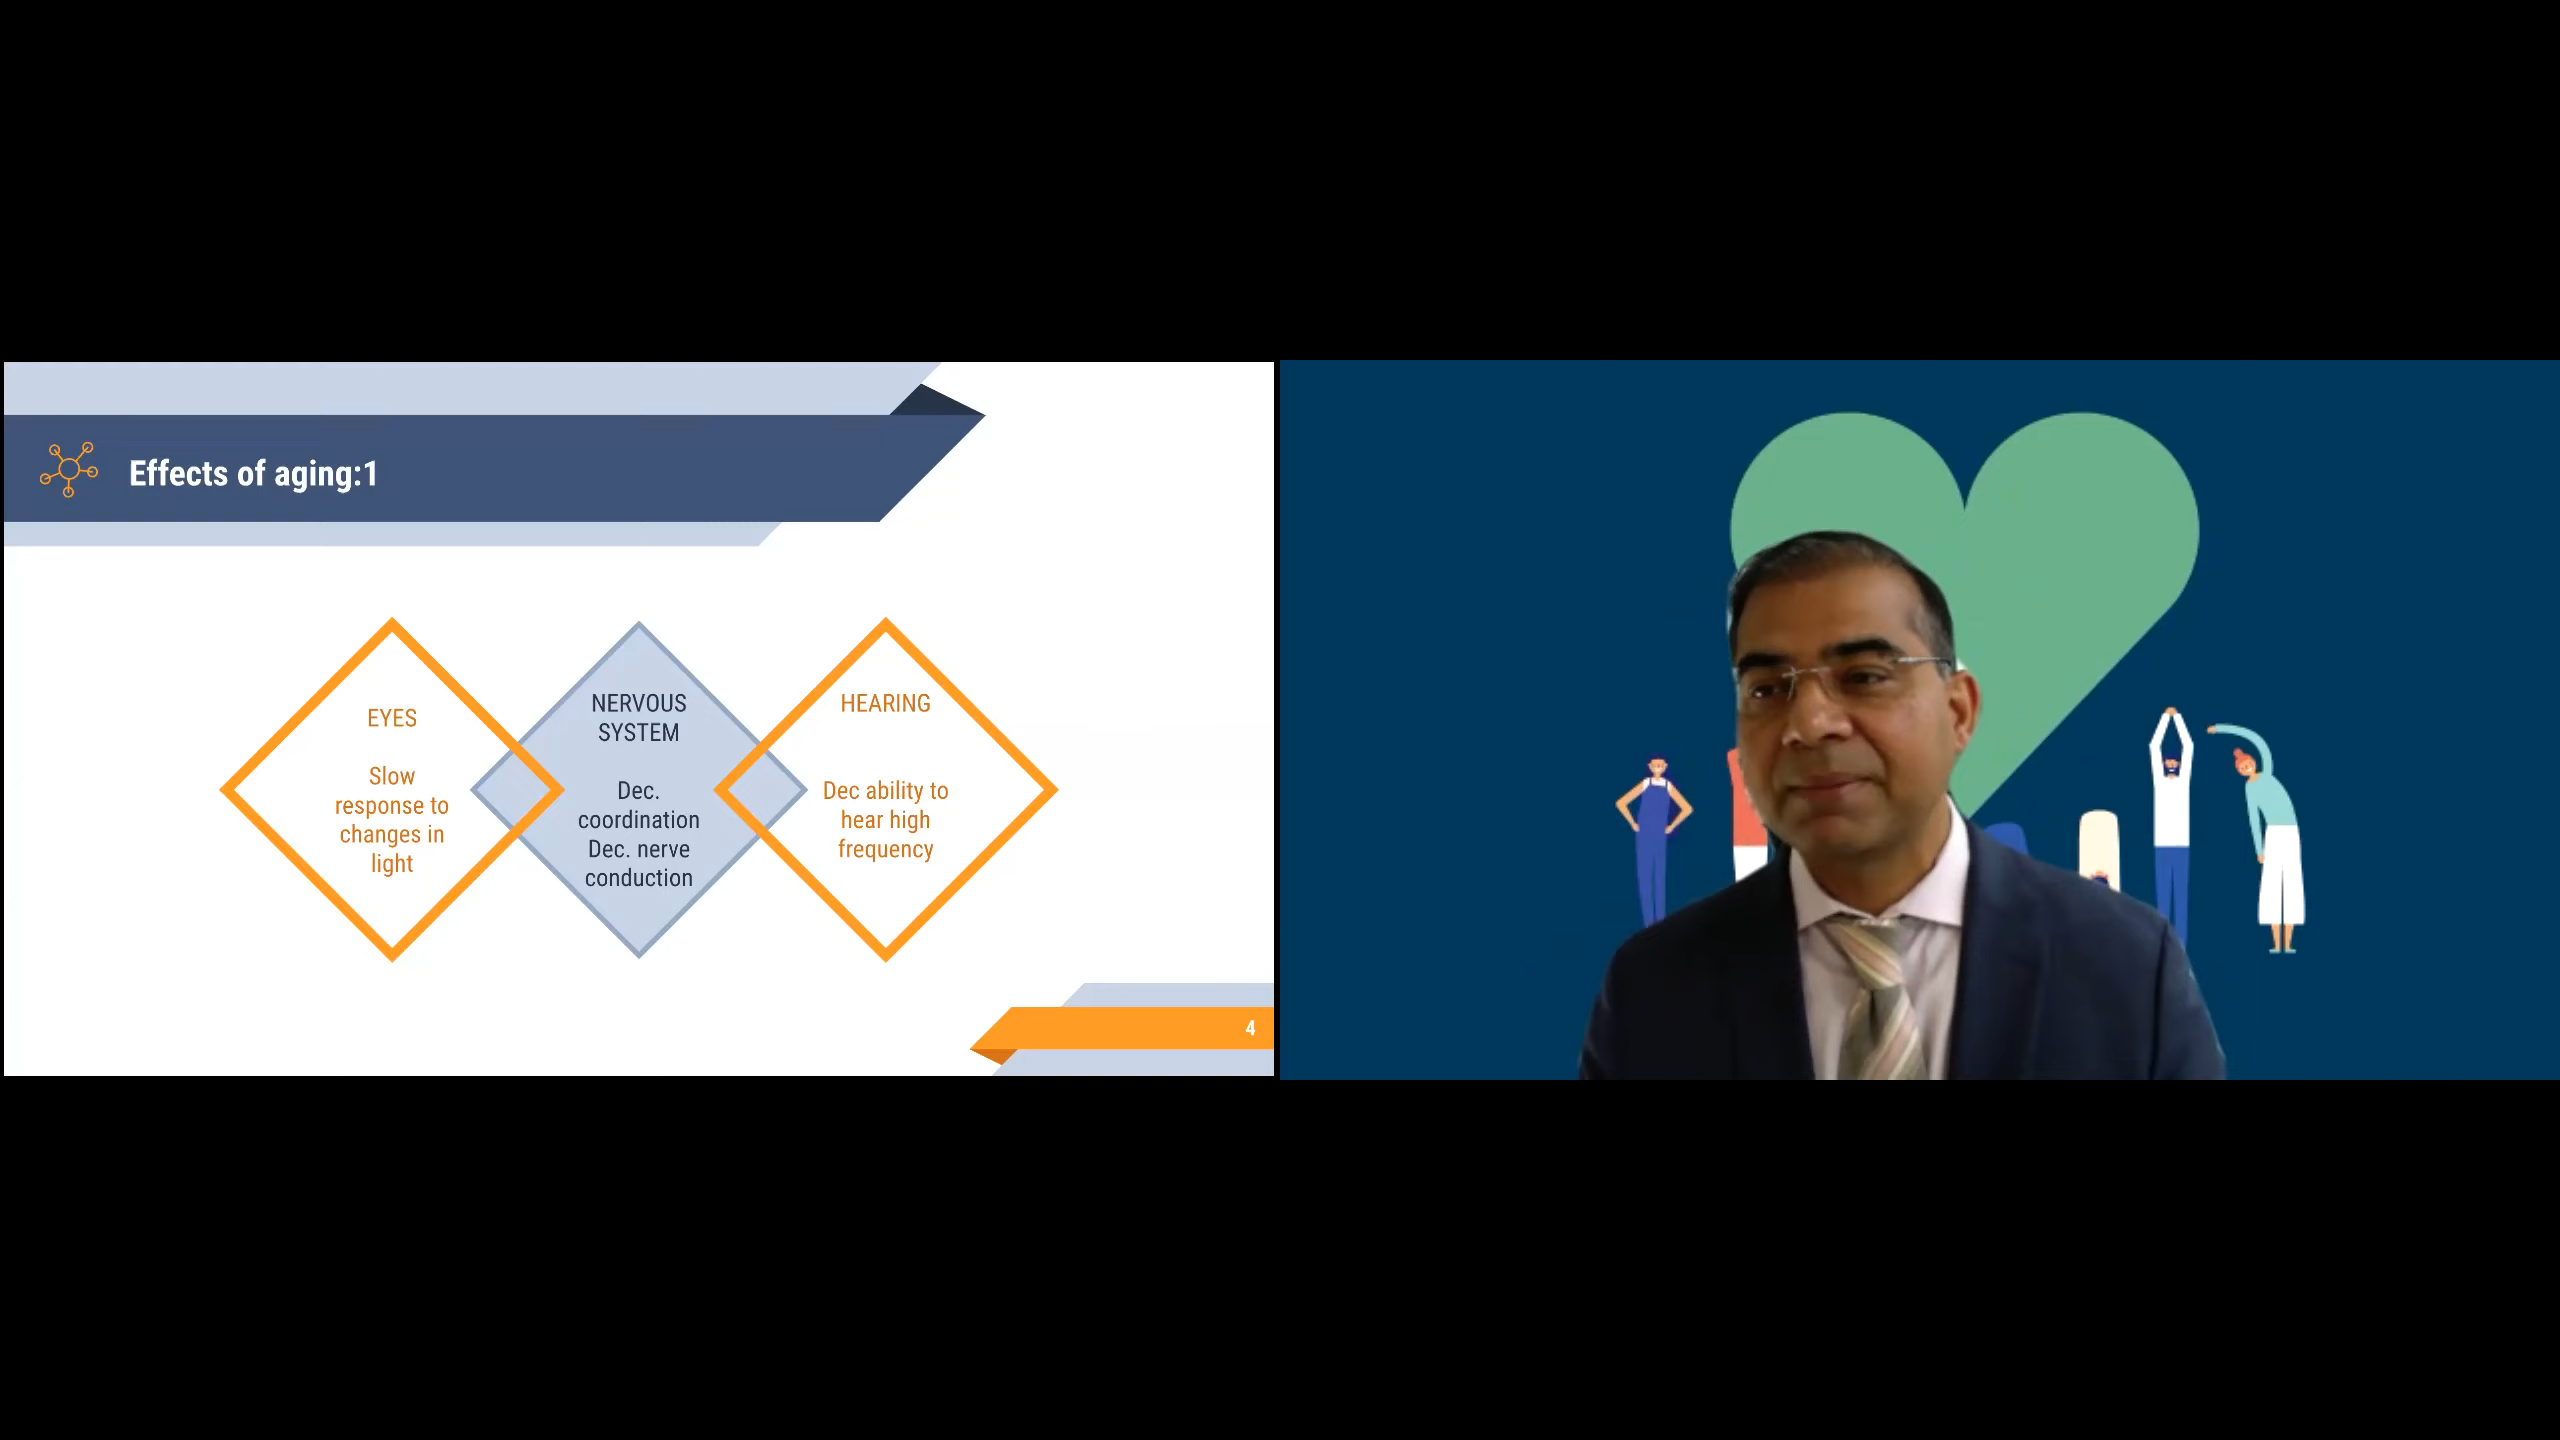 Effects of aging:1
EYES
Slow
response to
changes in
light
NERVOUS
SYSTEM
Dec.
coordination
Dec. nerve
conduction
HEARING
Dec ability to
hear high
frequency
4